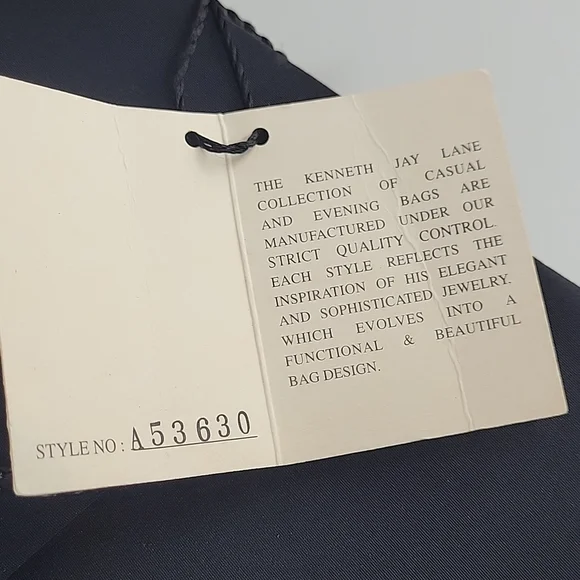 STYLE NO : A53630
THE KENNETH JAY LANE
COLLECTION OF CASUAL
AND EVENING BAGS ARE
MANUFACTURED UNDER OUR
STRICT QUALITY CONTROL.
EACH STYLE REFLECTS THE
INSPIRATION OF HIS ELEGANT
AND SOPHISTICATED JEWELRY.
WHICH EVOLVES INTO A
FUNCTIONAL & BEAUTIFUL
BAG DESIGN.